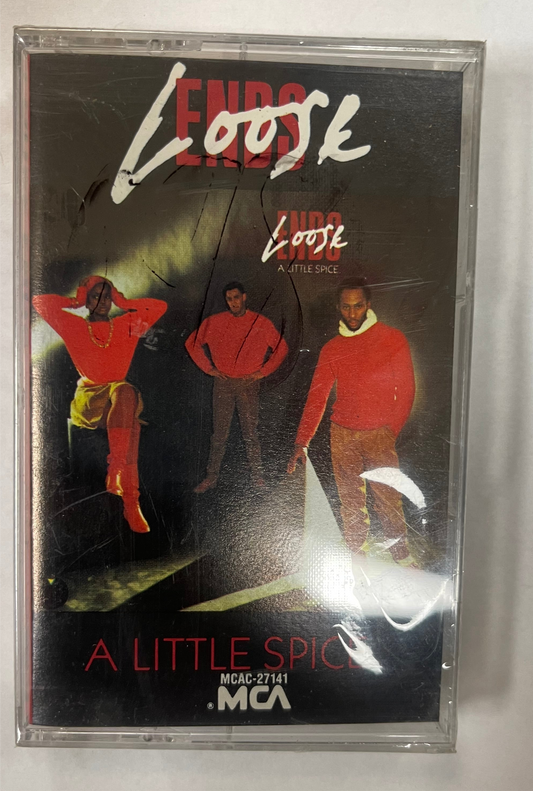 ENDS
Loose
ENDS
Loose
A LITTLE SPICE
A LITTLE SPICE
MCAC-27141
® MCA